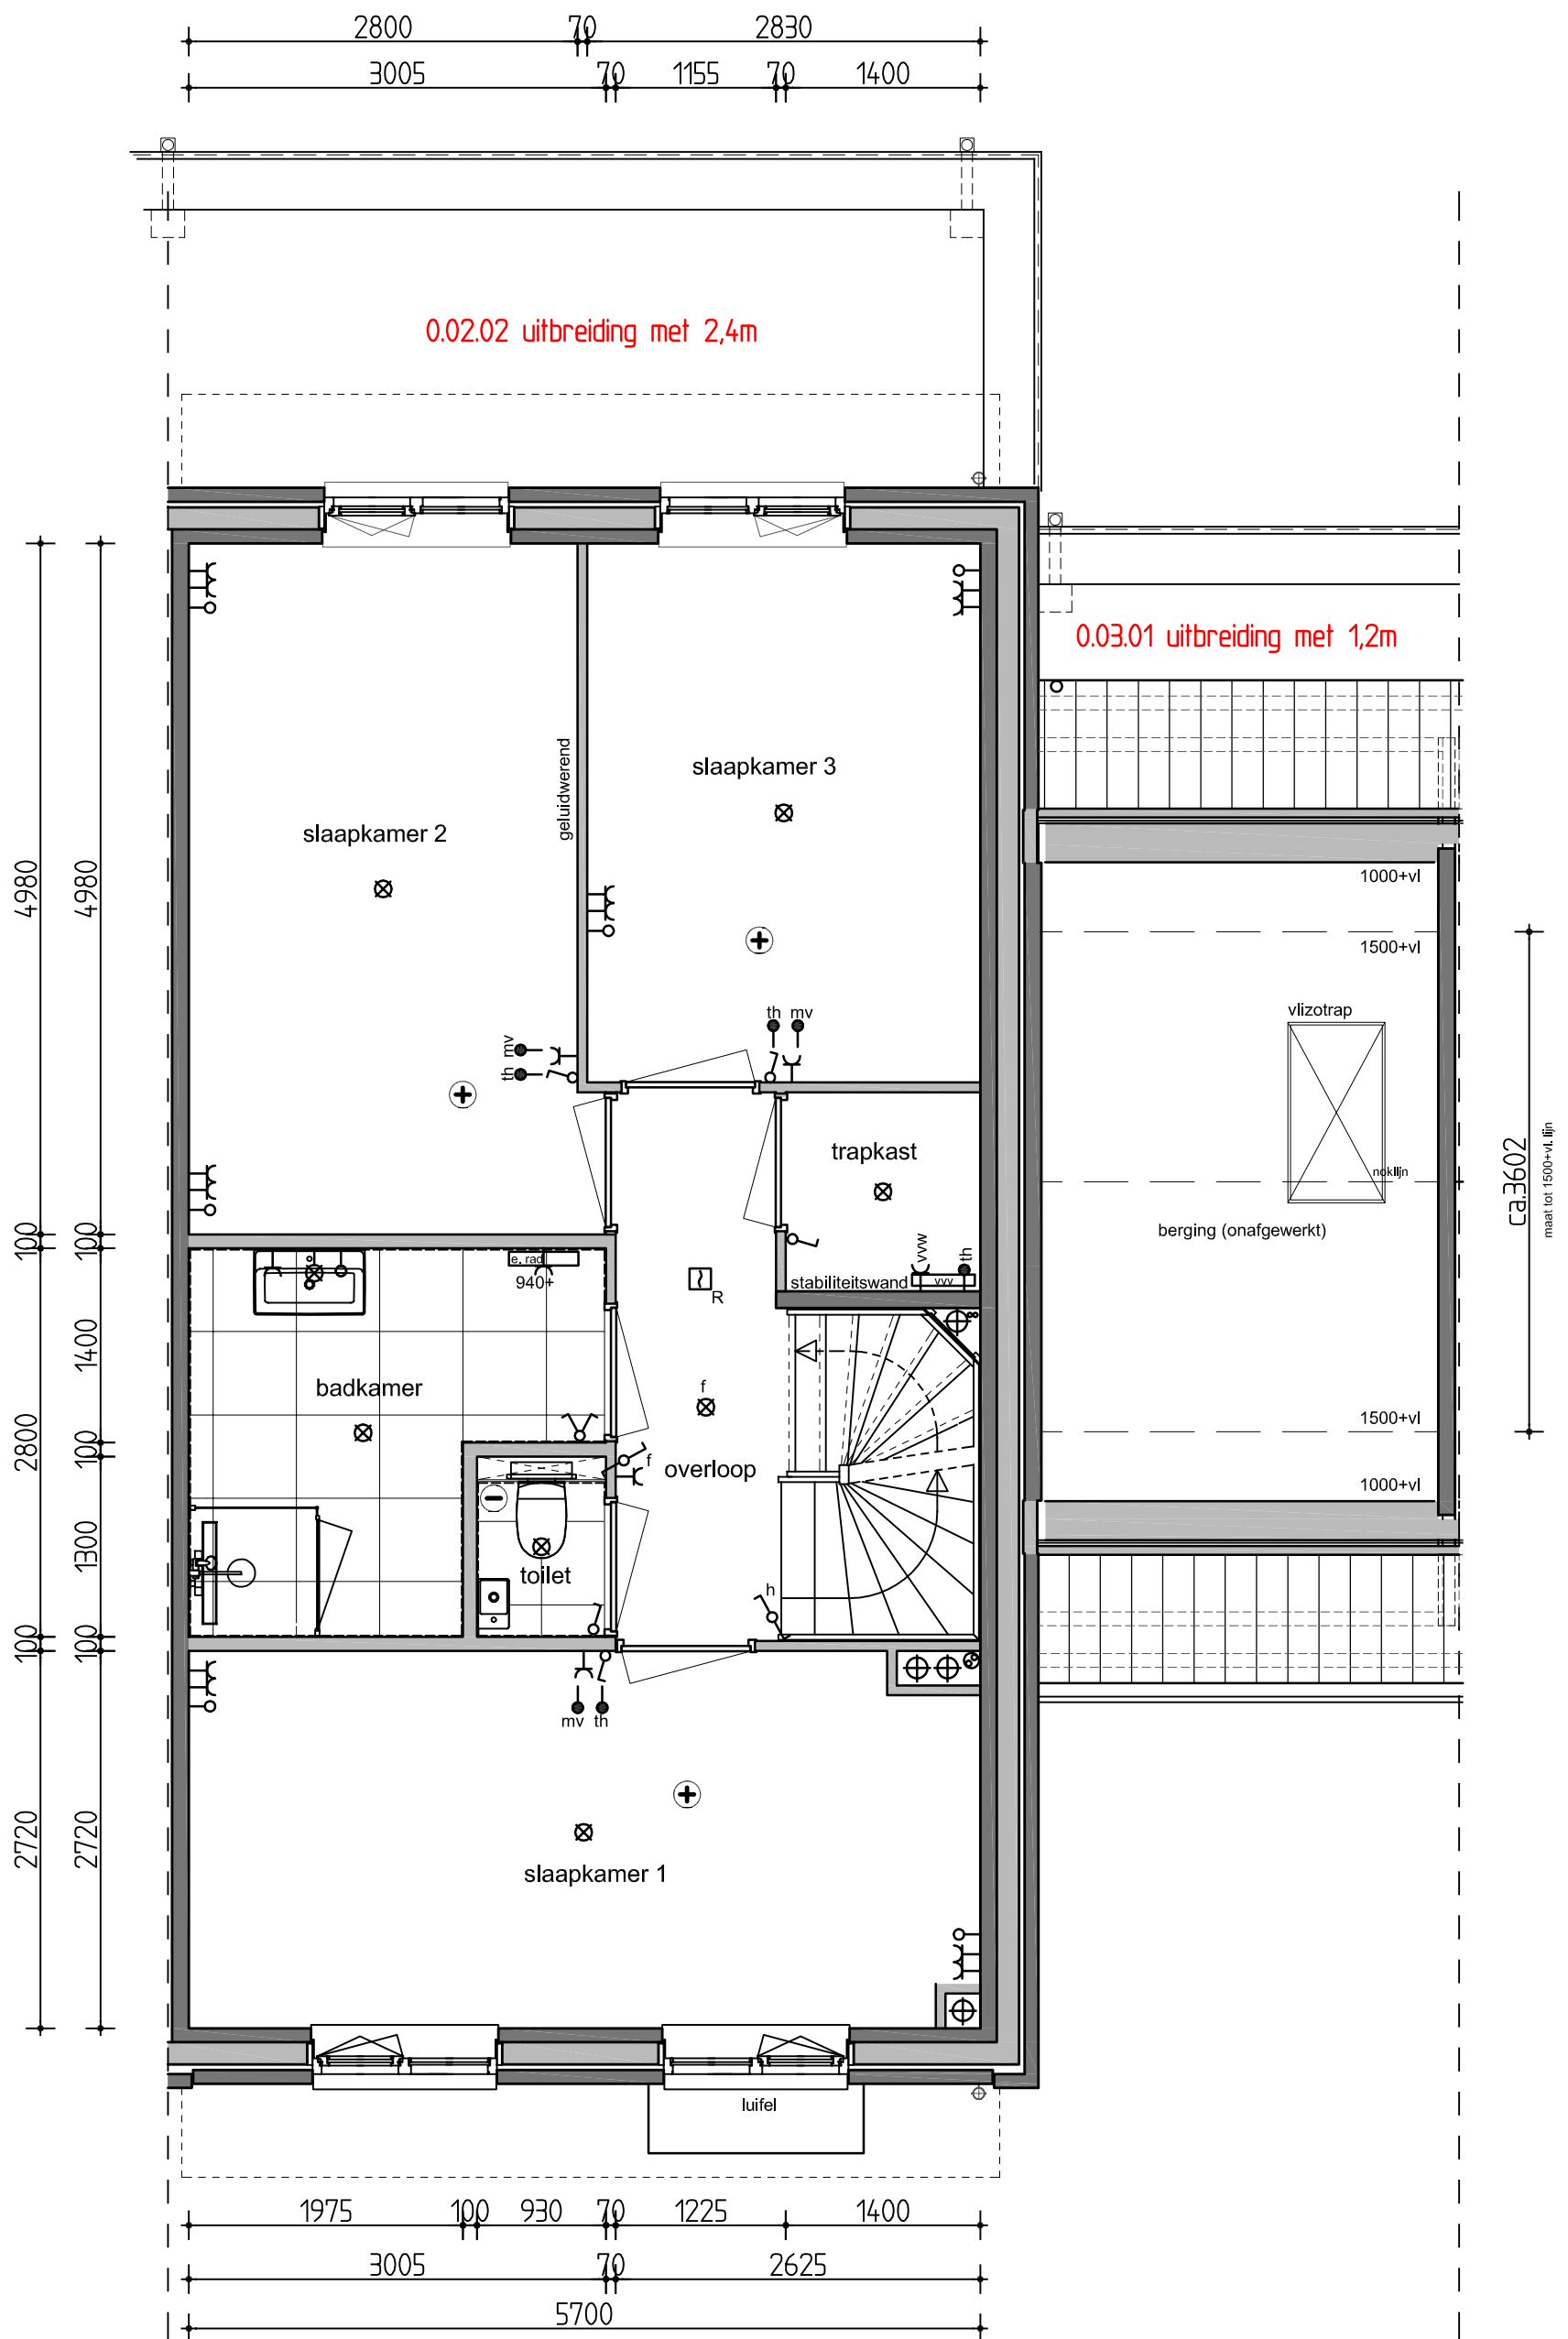 2800 70 2830
3005 70 1155 70 1400
0.02.02 uitbreiding met 2,4m
0.03.01 uitbreiding met 1,2m
geluidwerend
slaapkamer 3
slaapkamer 2
4980
4980
1000+vl
1500+vl
vlizotrap
th mv
mv
th
trapkast
noklijn
ca.3602
maat tot 1500+vl. lijn
berging (onafgewerkt)
100
100
vvw
th
e. rad
940+
stabiliteitswand
vvv
R
1400
badkamer
f
1500+vl
2800
100
f
overloop
1000+vl
1300
toilet
h
100
100
mv th
2720
2720
slaapkamer 1
luifel
1975 100 930 70 1225 1400
3005 70 2625
5700